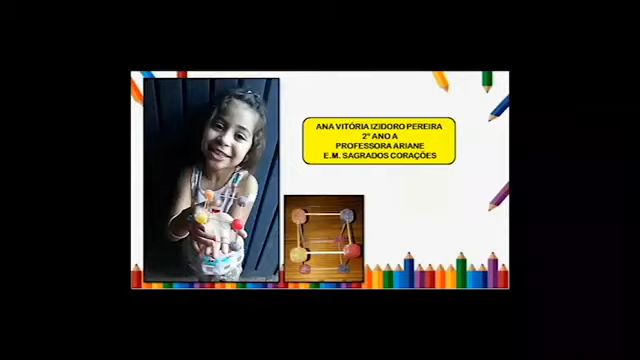 ANA VITÓRIA IZIDORO PEREIRA
2º ANO A
PROFESSORA ARIANE
E.M. SAGRADOS CORAÇÕES